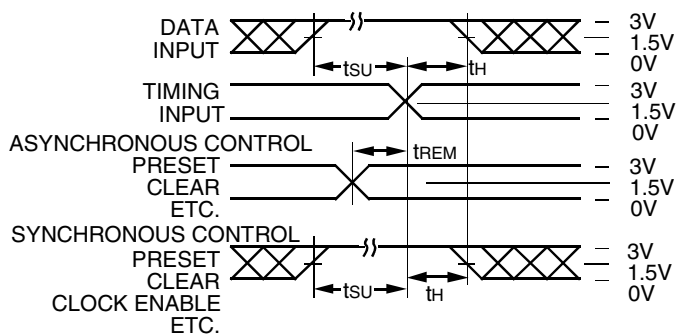 DATA INPUT
3V
1.5V
0V
tSU
tH
TIMING INPUT
3V
1.5V
0V
ASYNCHRONOUS CONTROL
PRESET
CLEAR
ETC.
tREM
3V
1.5V
0V
SYNCHRONOUS CONTROL
PRESET
CLEAR
CLOCK ENABLE
ETC.
tSU
tH
3V
1.5V
0V